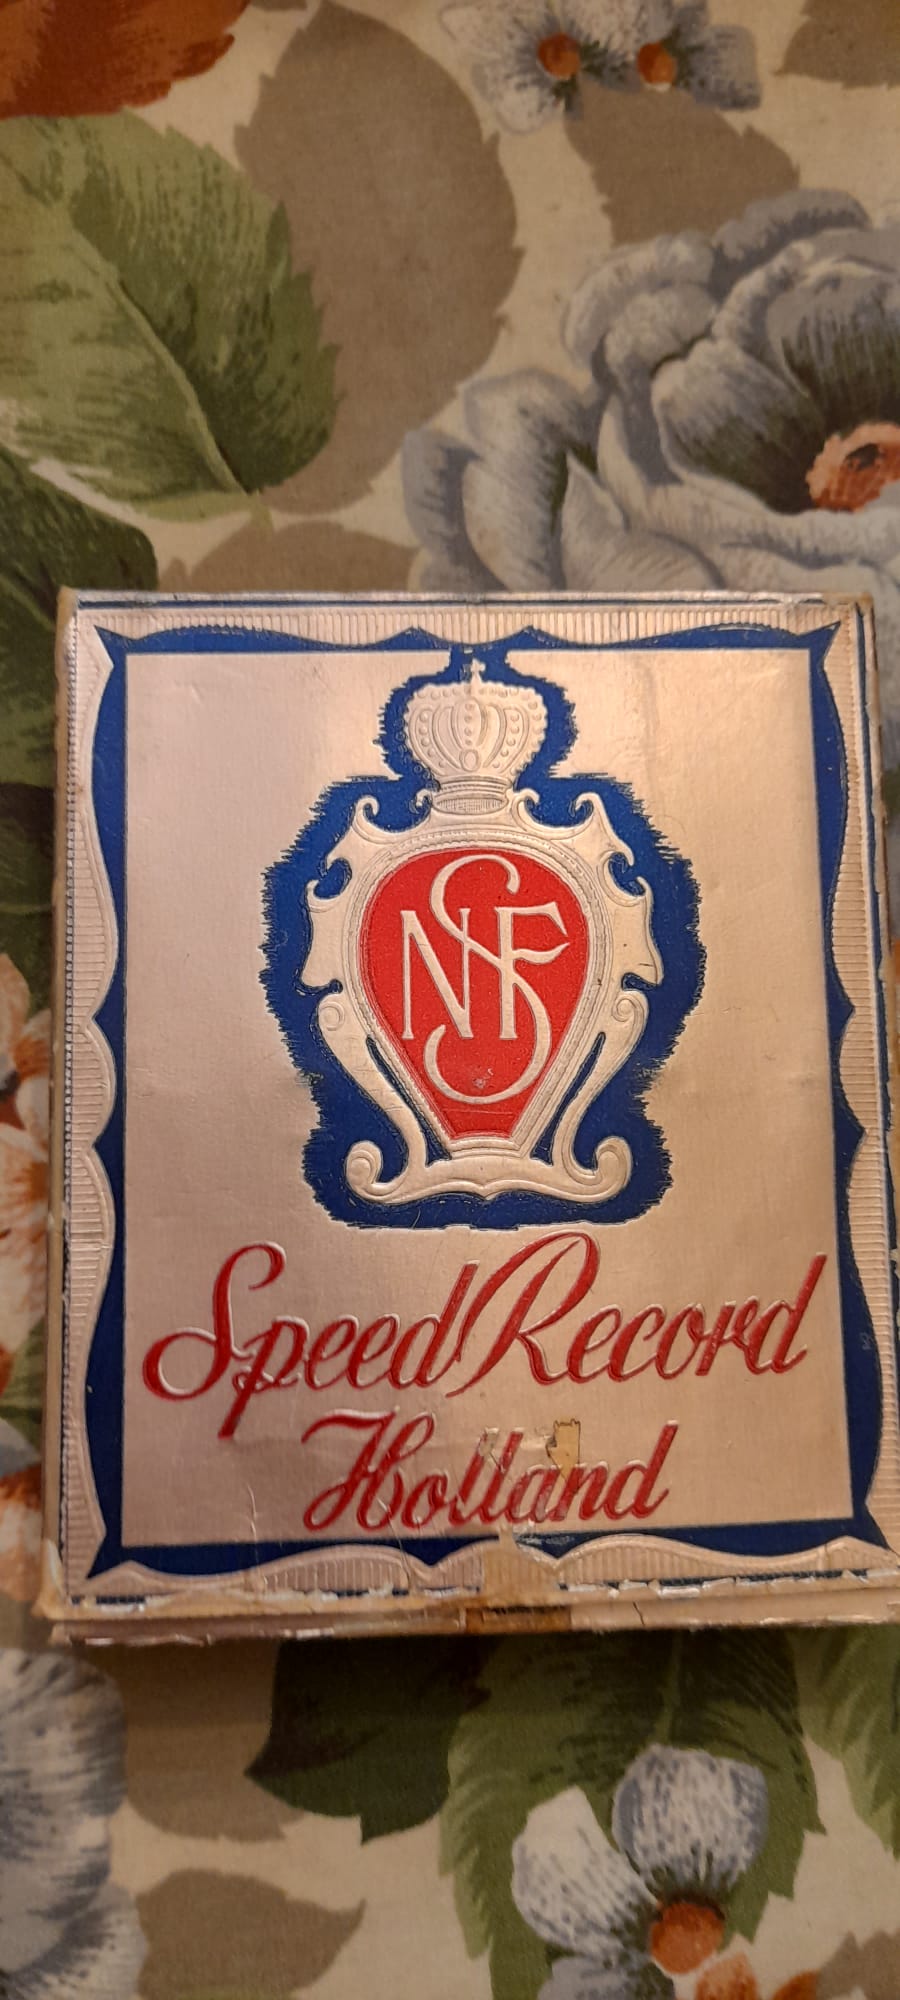 NSF
Speed Record
Holland